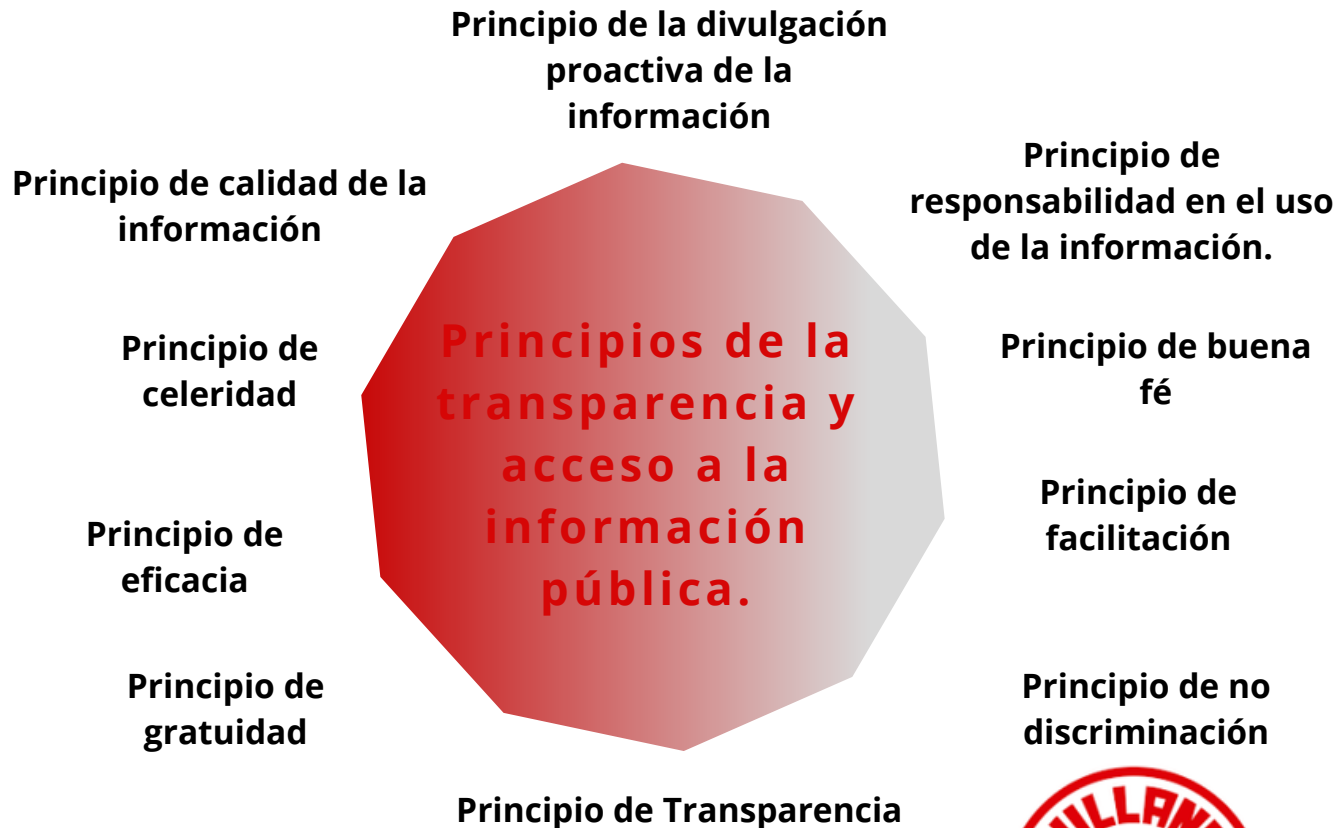 Principio de la divulgación
proactiva de la
información
Principio de calidad de la
información
Principio de
responsabilidad en el uso
de la información.
Principio de
celeridad
Principios de la
transparencia y
acceso a la
información
pública.
Principio de buena
fé
Principio de
eficacia
Principio de
facilitación
Principio de
gratuidad
Principio de no
discriminación
Principio de Transparencia